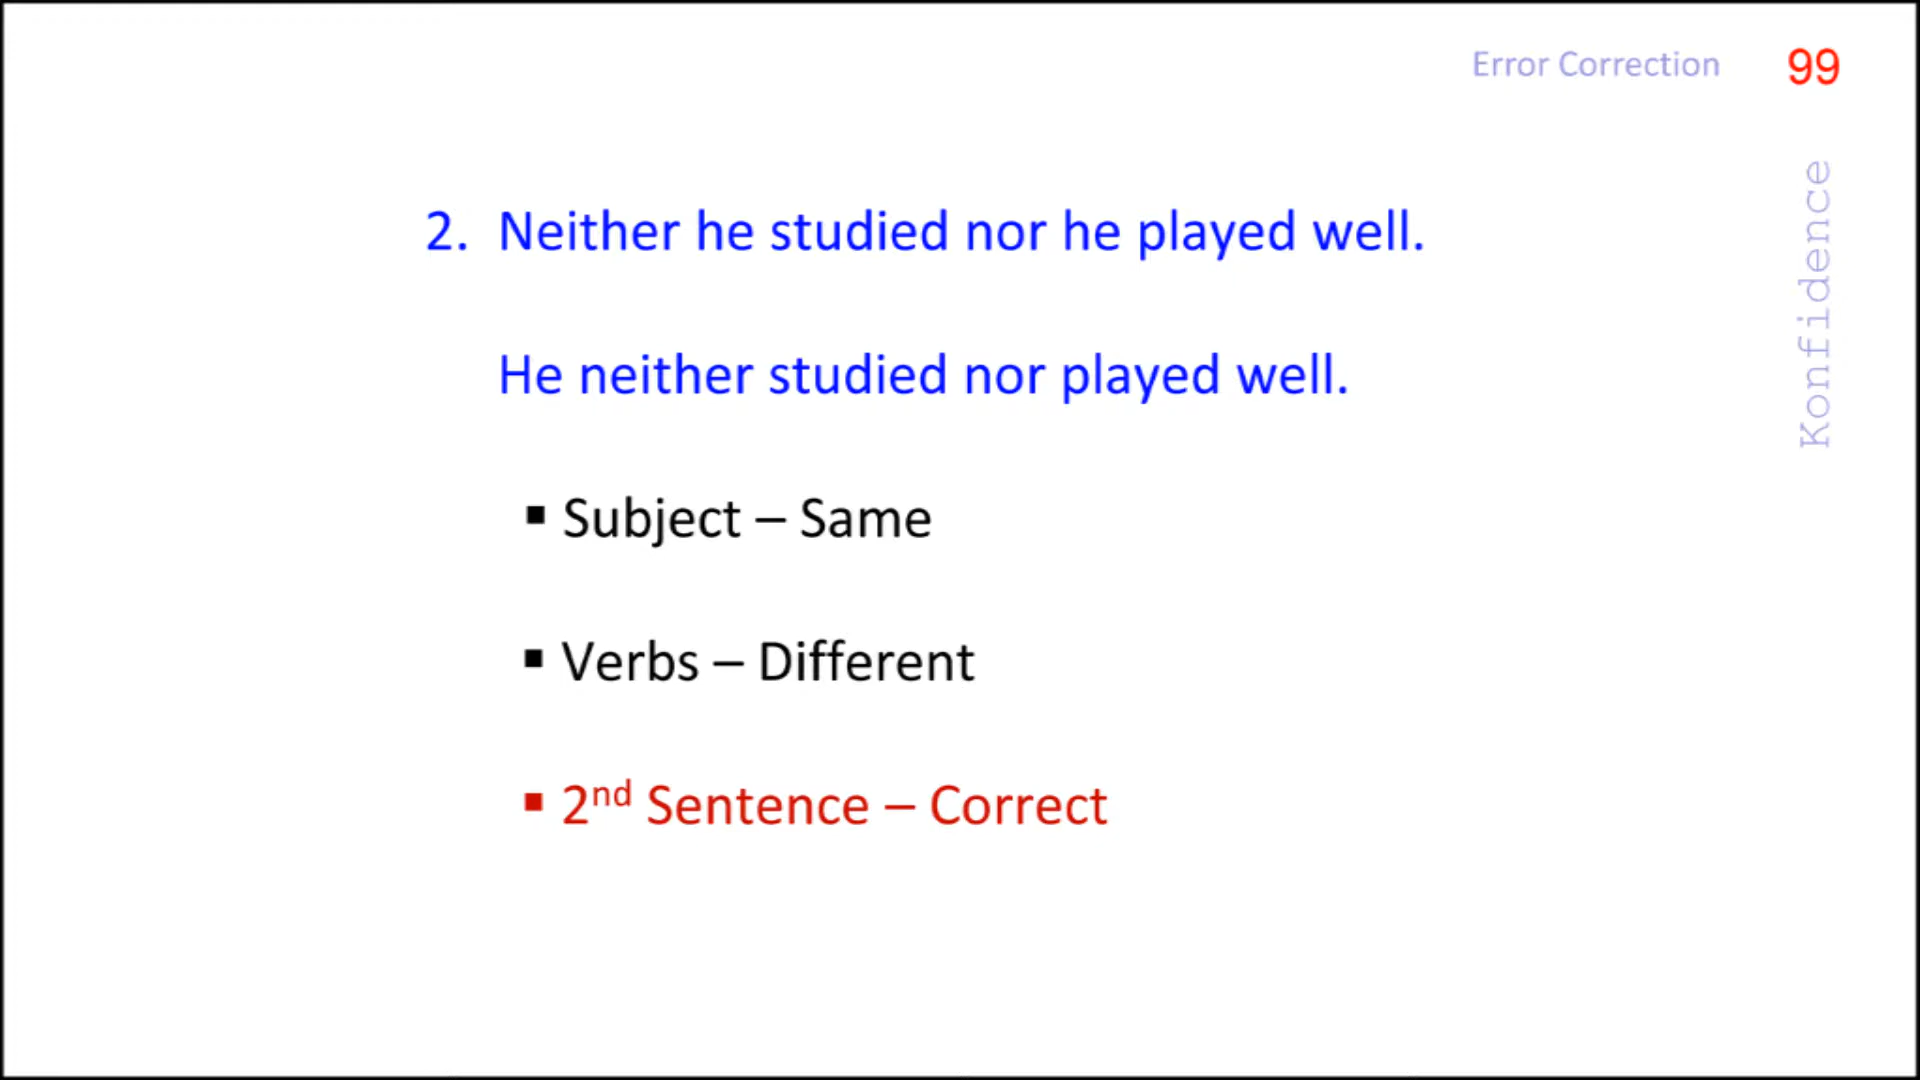 Error Correction 99
Konfidence
2. Neither he studied nor he played well.
He neither studied nor played well.
▪ Subject – Same
▪ Verbs – Different
▪ 2nd Sentence – Correct